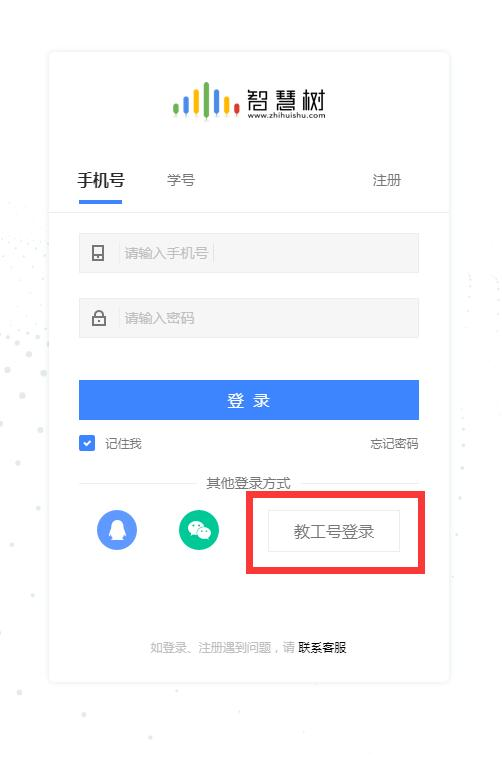 智慧树
www.zhihuishu.com
手机号 学号 注册
请输入手机号
请输入密码
登录
记住我 忘记密码
其他登录方式
教工号登录
如登录、注册遇到问题，请 联系客服